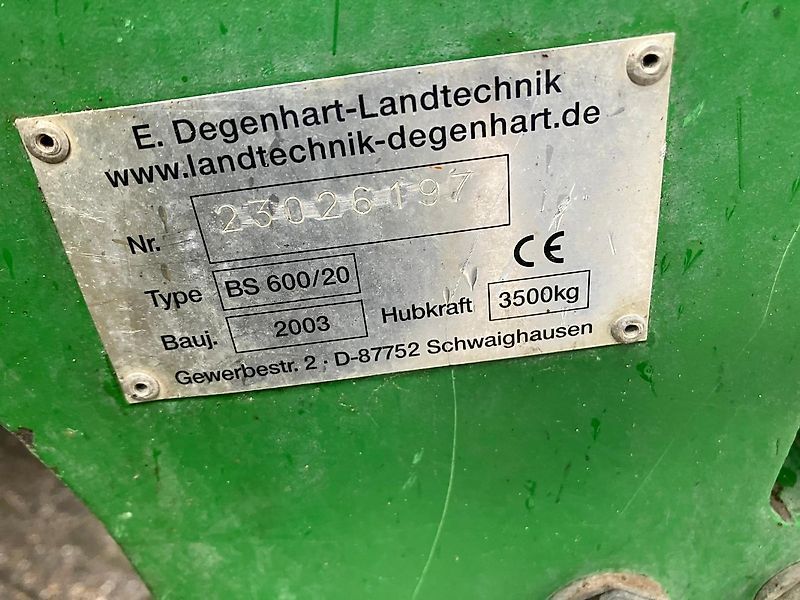 E. Degenhart-Landtechnik
www.landtechnik-degenhart.de
Nr. 23026197
Type BS 600/20 CE
Bauj. 2003 Hubkraft 3500kg
Gewerbestr. 2 · D-87752 Schwaighausen